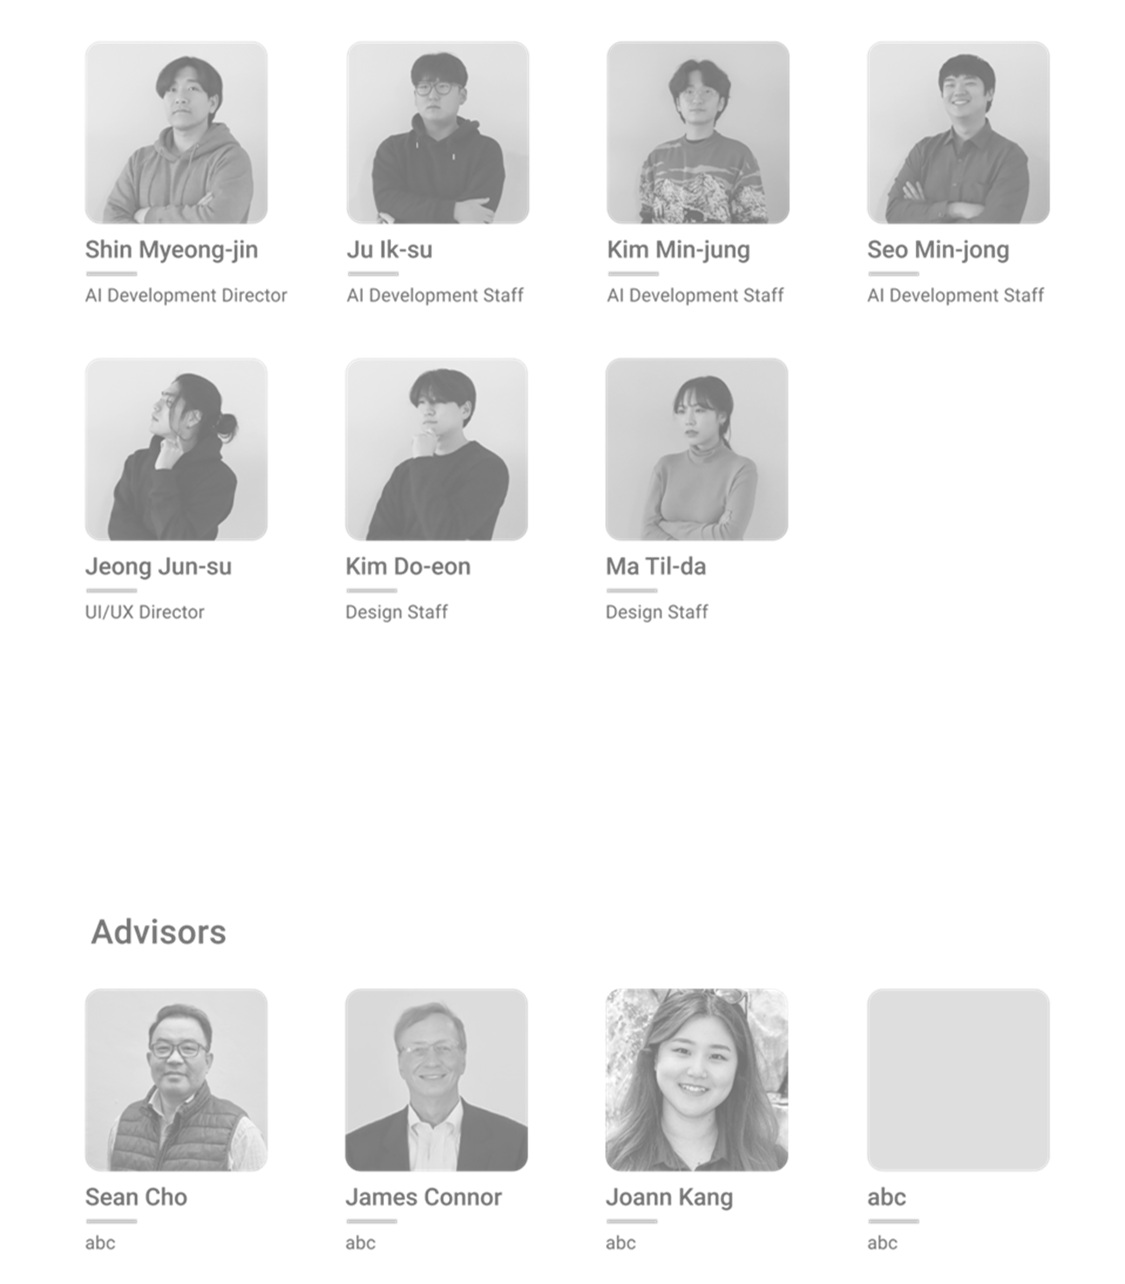 Shin Myeong-jin
AI Development Director
Ju Ik-su
AI Development Staff
Kim Min-jung
AI Development Staff
Seo Min-jong
AI Development Staff
Jeong Jun-su
UI/UX Director
Kim Do-eon
Design Staff
Ma Til-da
Design Staff
Advisors
Sean Cho
abc
James Connor
abc
Joann Kang
abc
abc
abc